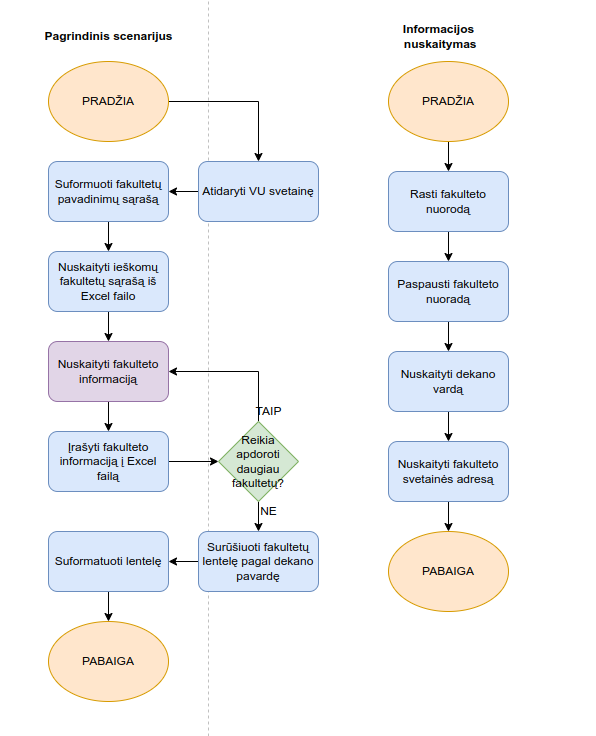 Pagrindinis scenarijus
PRADŽIA
Atidaryti VU svetainę
Suformuoti fakultetų
pavadinimų sąrašą
Nuskaityti ieškomų
fakultetų sąrašą iš
Excel failo
Nuskaityti fakulteto
informaciją
Įrašyti fakulteto
informaciją į Excel
failą
TAIP
Reikia
apdoroti
daugiau
fakultetų?
NE
Surūšiuoti fakultetų
lentelę pagal dekano
pavardę
Suformatuoti lentelę
PABAIGA
Informacijos
nuskaitymas
PRADŽIA
Rasti fakulteto
nuorodą
Paspausti fakulteto
nuoradą
Nuskaityti dekano
vardą
Nuskaityti fakulteto
svetainės adresą
PABAIGA